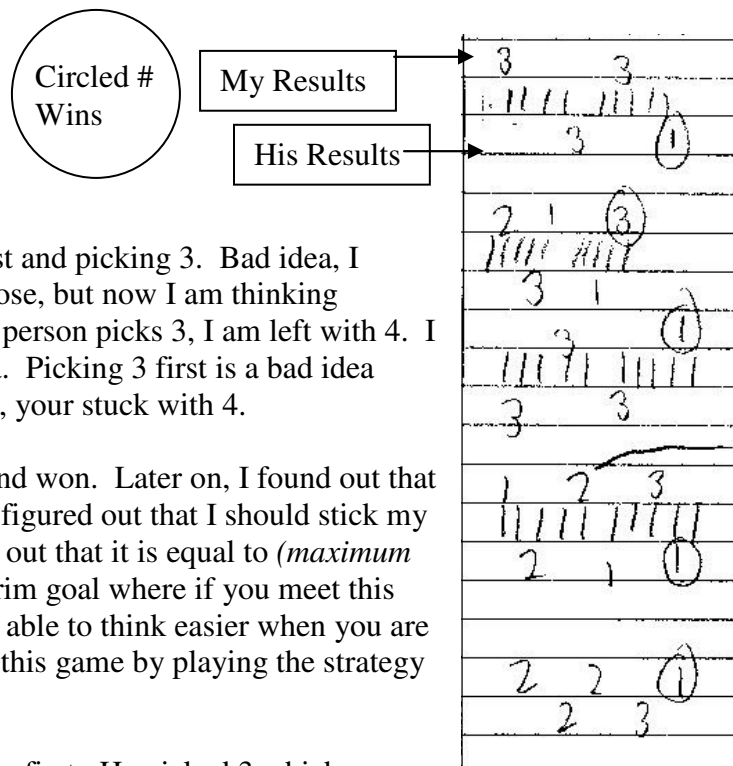 Circled #
Wins
My Results
His Results
3 3
3 1
2 1 3
3 1
1
3
3 3
1 2 3
2 1 1
2 2 1
2 3
st and picking 3. Bad idea, I
ose, but now I am thinking
person picks 3, I am left with 4. I
. Picking 3 first is a bad idea
, your stuck with 4.
nd won. Later on, I found out that
figured out that I should stick my
out that it is equal to (maximum
rim goal where if you meet this
able to think easier when you are
this game by playing the strategy